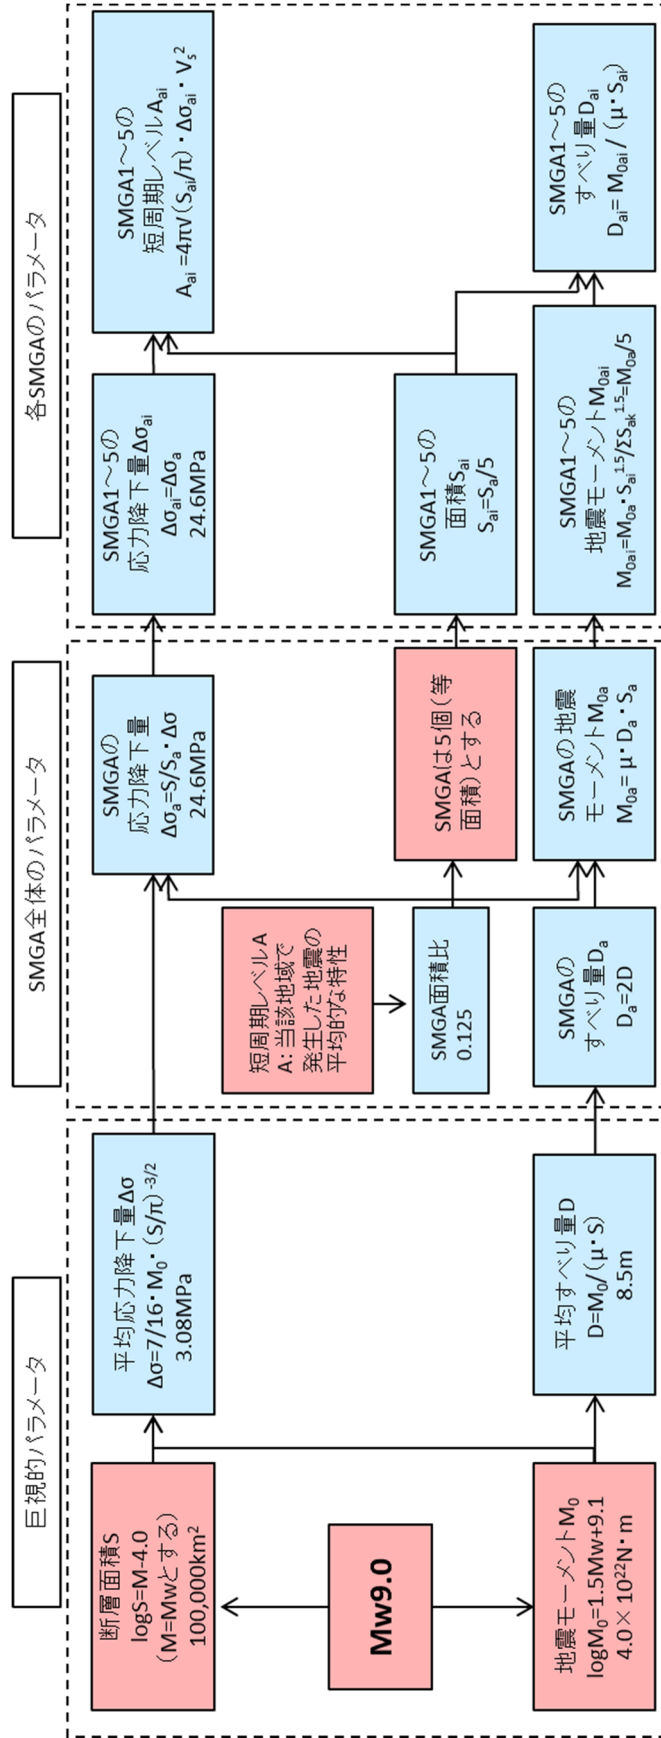 巨視的パラメータ
断層面積S
logS=M-4.0
（M=Mwとする）
100,000km²
Mw9.0
地震モーメントM₀
logM₀=1.5Mw+9.1
4.0×10²²N・m
平均応力降下量Δσ
Δσ=7/16・M₀・（S/π）⁻³/²
3.08MPa
平均すべり量D
D=M₀/（μ・S）
8.5m
SMGA全体のパラメータ
短周期レベルA
A: 当該地域で
発生した地震の
平均的な特性
SMGA面積比
0.125
SMGAの
すべり量Dₐ
Dₐ=2D
SMGAの
応力降下量
Δσₐ=S/Sₐ・Δσ
24.6MPa
SMGAは5個（等
面積）とする
SMGAの地震
モーメントM₀ₐ
M₀ₐ= μ・Dₐ・Sₐ
各SMGAのパラメータ
SMGA1～5の
応力降下量Δσₐᵢ
Δσₐᵢ=Δσₐ
24.6MPa
SMGA1～5の
面積Sₐᵢ
Sₐᵢ=Sₐ/5
SMGA1～5の
地震モーメントM₀ₐᵢ
M₀ₐᵢ=M₀ₐ・Sₐᵢ¹·⁵/ΣSₐₖ¹·⁵=M₀ₐ/5
SMGA1～5の
短周期レベルAₐᵢ
Aₐᵢ =4π√（Sₐᵢ/π）・Δσₐᵢ・Vₛ²
SMGA1～5の
すべり量Dₐᵢ
Dₐᵢ= M₀ₐᵢ /（μ・Sₐᵢ）